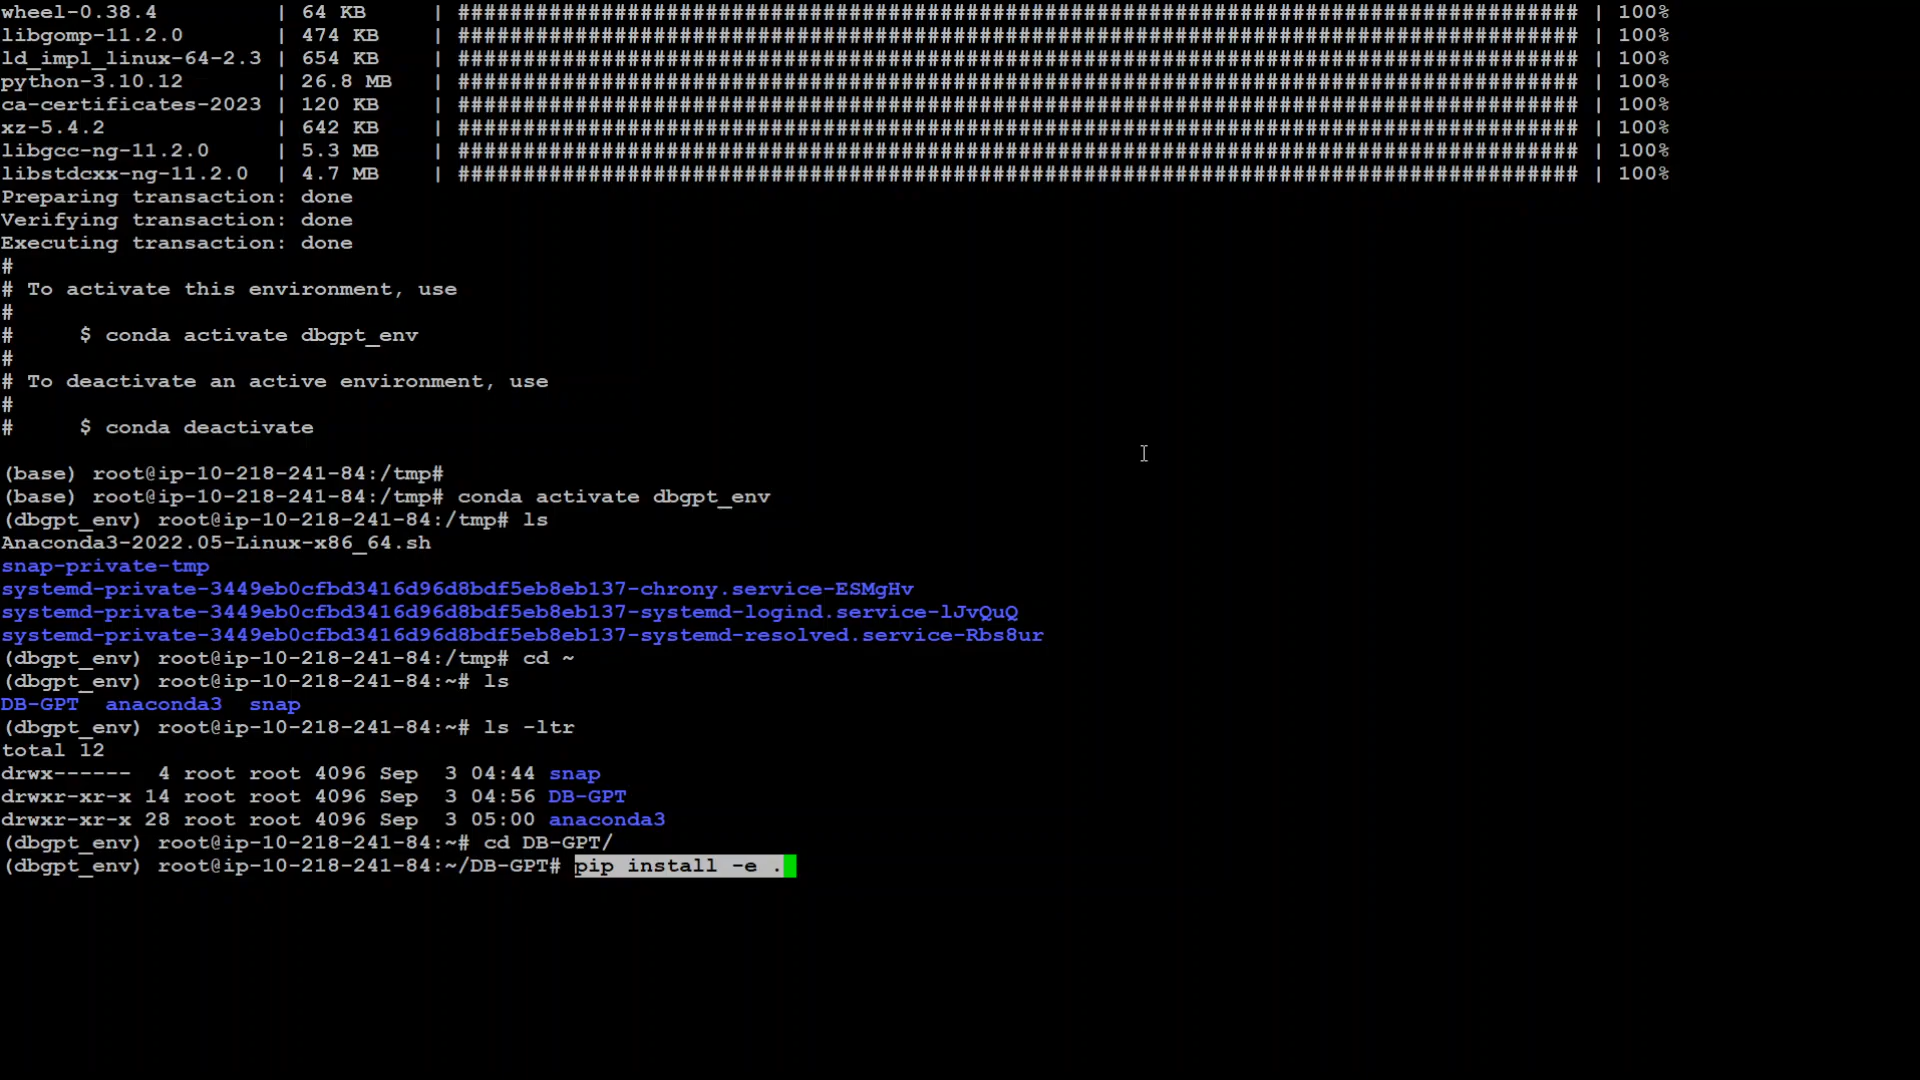 wheel-0.38.4         | 64 KB     | ###################################################################################### | 100%
libgomp-11.2.0       | 474 KB    | ###################################################################################### | 100%
ld_impl_linux-64-2.3 | 654 KB    | ###################################################################################### | 100%
python-3.10.12       | 26.8 MB   | ###################################################################################### | 100%
ca-certificates-2023 | 120 KB    | ###################################################################################### | 100%
xz-5.4.2             | 642 KB    | ###################################################################################### | 100%
libgcc-ng-11.2.0     | 5.3 MB    | ###################################################################################### | 100%
libstdcxx-ng-11.2.0  | 4.7 MB    | ###################################################################################### | 100%
Preparing transaction: done
Verifying transaction: done
Executing transaction: done
#
# To activate this environment, use
#
#     $ conda activate dbgpt_env
#
# To deactivate an active environment, use
#
#     $ conda deactivate
(base) root@ip-10-218-241-84:/tmp#
(base) root@ip-10-218-241-84:/tmp# conda activate dbgpt_env
(dbgpt_env) root@ip-10-218-241-84:/tmp# ls
Anaconda3-2022.05-Linux-x86_64.sh
snap-private-tmp
systemd-private-3449eb0cfbd3416d96d8bdf5eb8eb137-chrony.service-ESMgHv
systemd-private-3449eb0cfbd3416d96d8bdf5eb8eb137-systemd-logind.service-lJvQuQ
systemd-private-3449eb0cfbd3416d96d8bdf5eb8eb137-systemd-resolved.service-Rbs8ur
(dbgpt_env) root@ip-10-218-241-84:/tmp# cd ~
(dbgpt_env) root@ip-10-218-241-84:~# ls
DB-GPT  anaconda3  snap
(dbgpt_env) root@ip-10-218-241-84:~# ls -ltr
total 12
drwx------  4 root root 4096 Sep  3 04:44 snap
drwxr-xr-x 14 root root 4096 Sep  3 04:56 DB-GPT
drwxr-xr-x 28 root root 4096 Sep  3 05:00 anaconda3
(dbgpt_env) root@ip-10-218-241-84:~# cd DB-GPT/
(dbgpt_env) root@ip-10-218-241-84:~/DB-GPT# pip install -e .